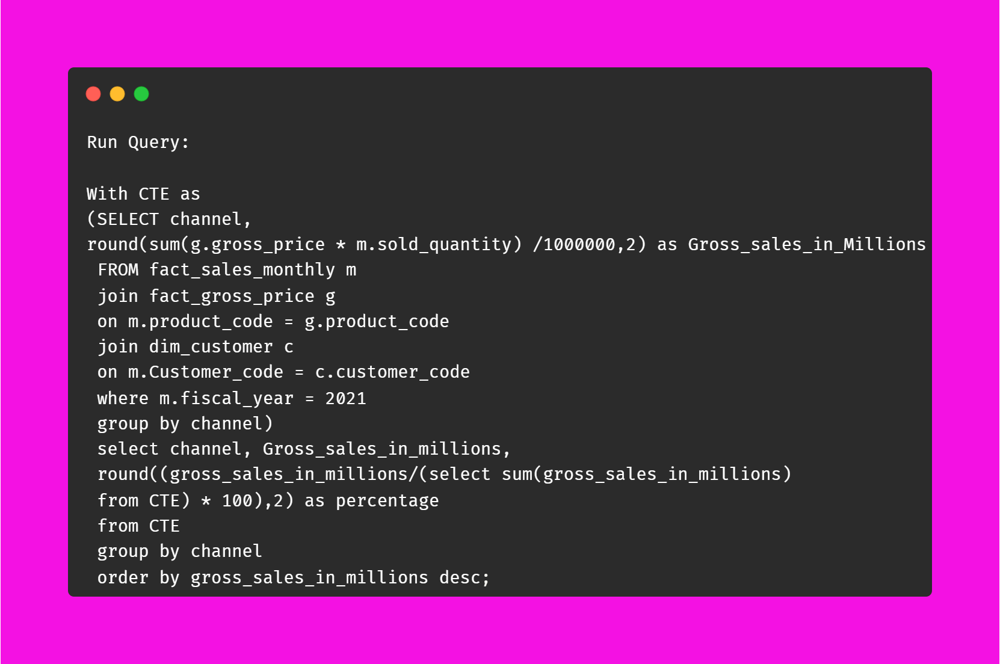 Run Query:
With CTE as
(SELECT channel,
round(sum(g.gross_price * m.sold_quantity) /1000000,2) as Gross_sales_in_Millions
FROM fact_sales_monthly m
join fact_gross_price g
on m.product_code = g.product_code
join dim_customer c
on m.Customer_code = c.customer_code
where m.fiscal_year = 2021
group by channel)
select channel, Gross_sales_in_millions,
round((gross_sales_in_millions/(select sum(gross_sales_in_millions)
from CTE) * 100),2) as percentage
from CTE
group by channel
order by gross_sales_in_millions desc;